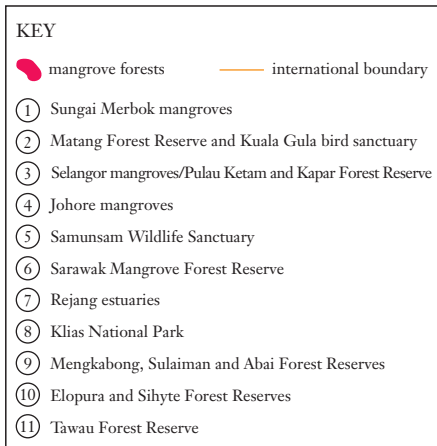 KEY
mangrove forests international boundary
1 Sungai Merbok mangroves
2 Matang Forest Reserve and Kuala Gula bird sanctuary
3 Selangor mangroves/Pulau Ketam and Kapar Forest Reserve
4 Johore mangroves
5 Samunsam Wildlife Sanctuary
6 Sarawak Mangrove Forest Reserve
7 Rejang estuaries
8 Klias National Park
9 Mengkabong, Sulaiman and Abai Forest Reserves
10 Elopura and Sihyte Forest Reserves
11 Tawau Forest Reserve